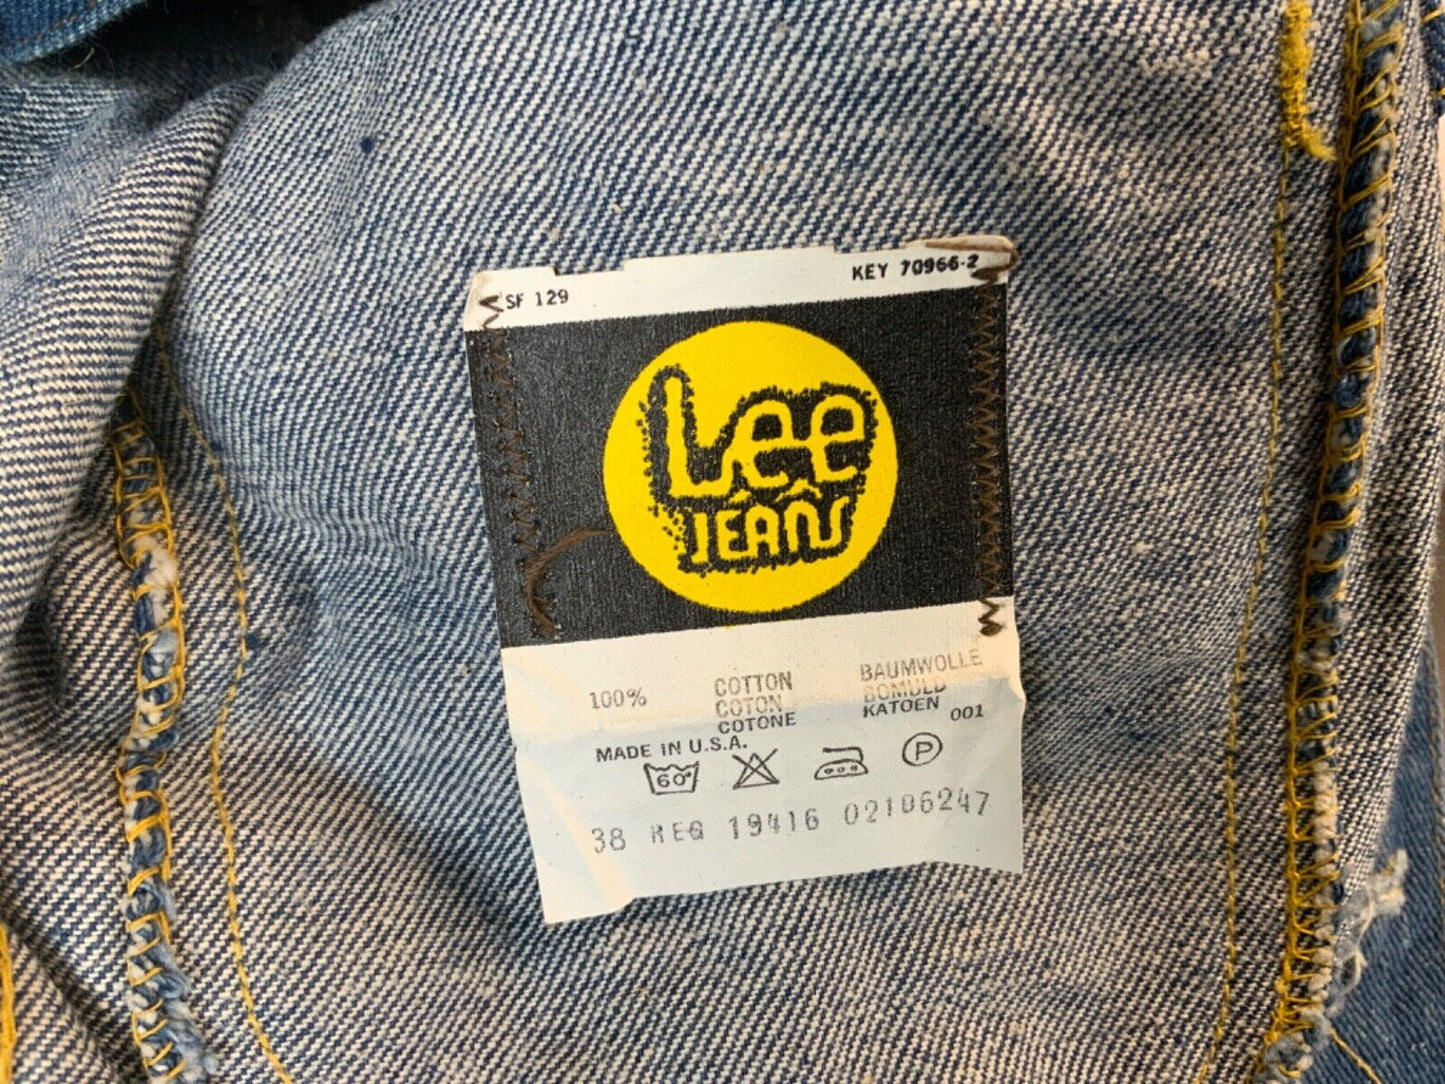 SF 129 KEY 70966-2
Lee
JEANS
100% COTTON BAUMWOLLE
COTON BOMULD
COTONE KATOEN 001
MADE IN U.S.A.
60° P
38 REG 19416 02106247